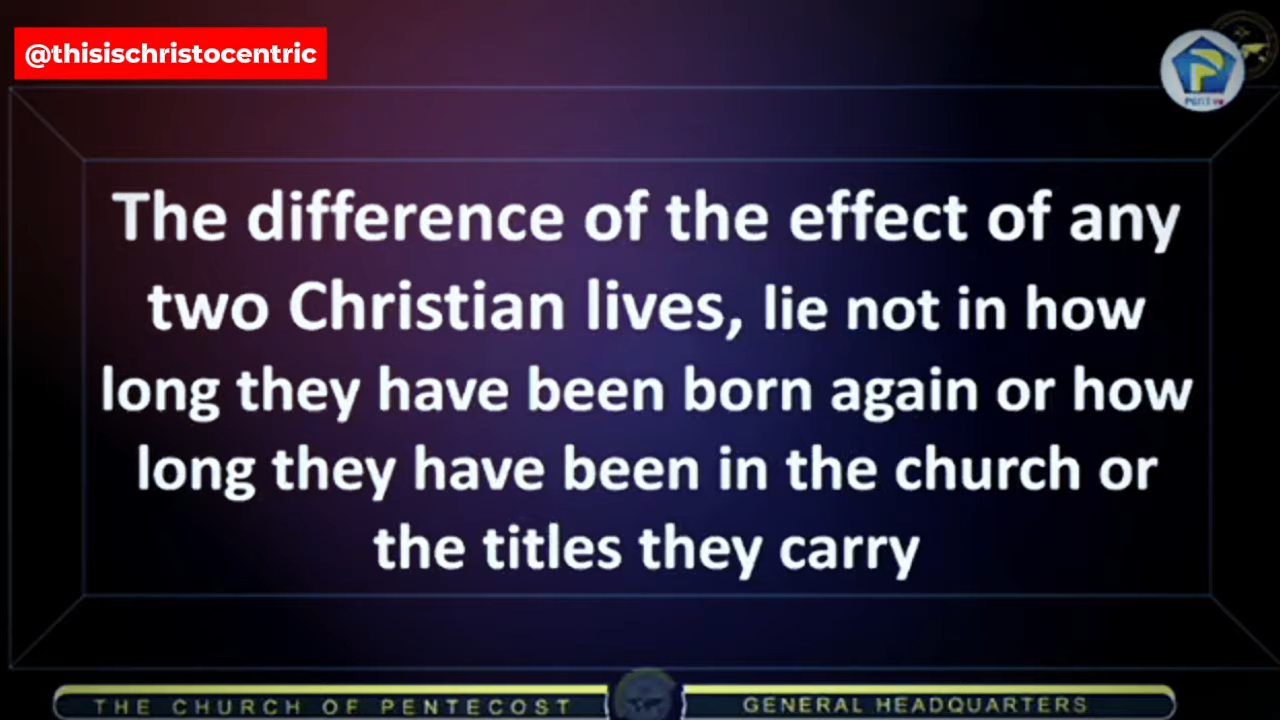 @thisischristocentric
The difference of the effect of any
two Christian lives, lie not in how
long they have been born again or how
long they have been in the church or
the titles they carry
THE CHURCH OF PENTECOST
GENERAL HEADQUARTERS